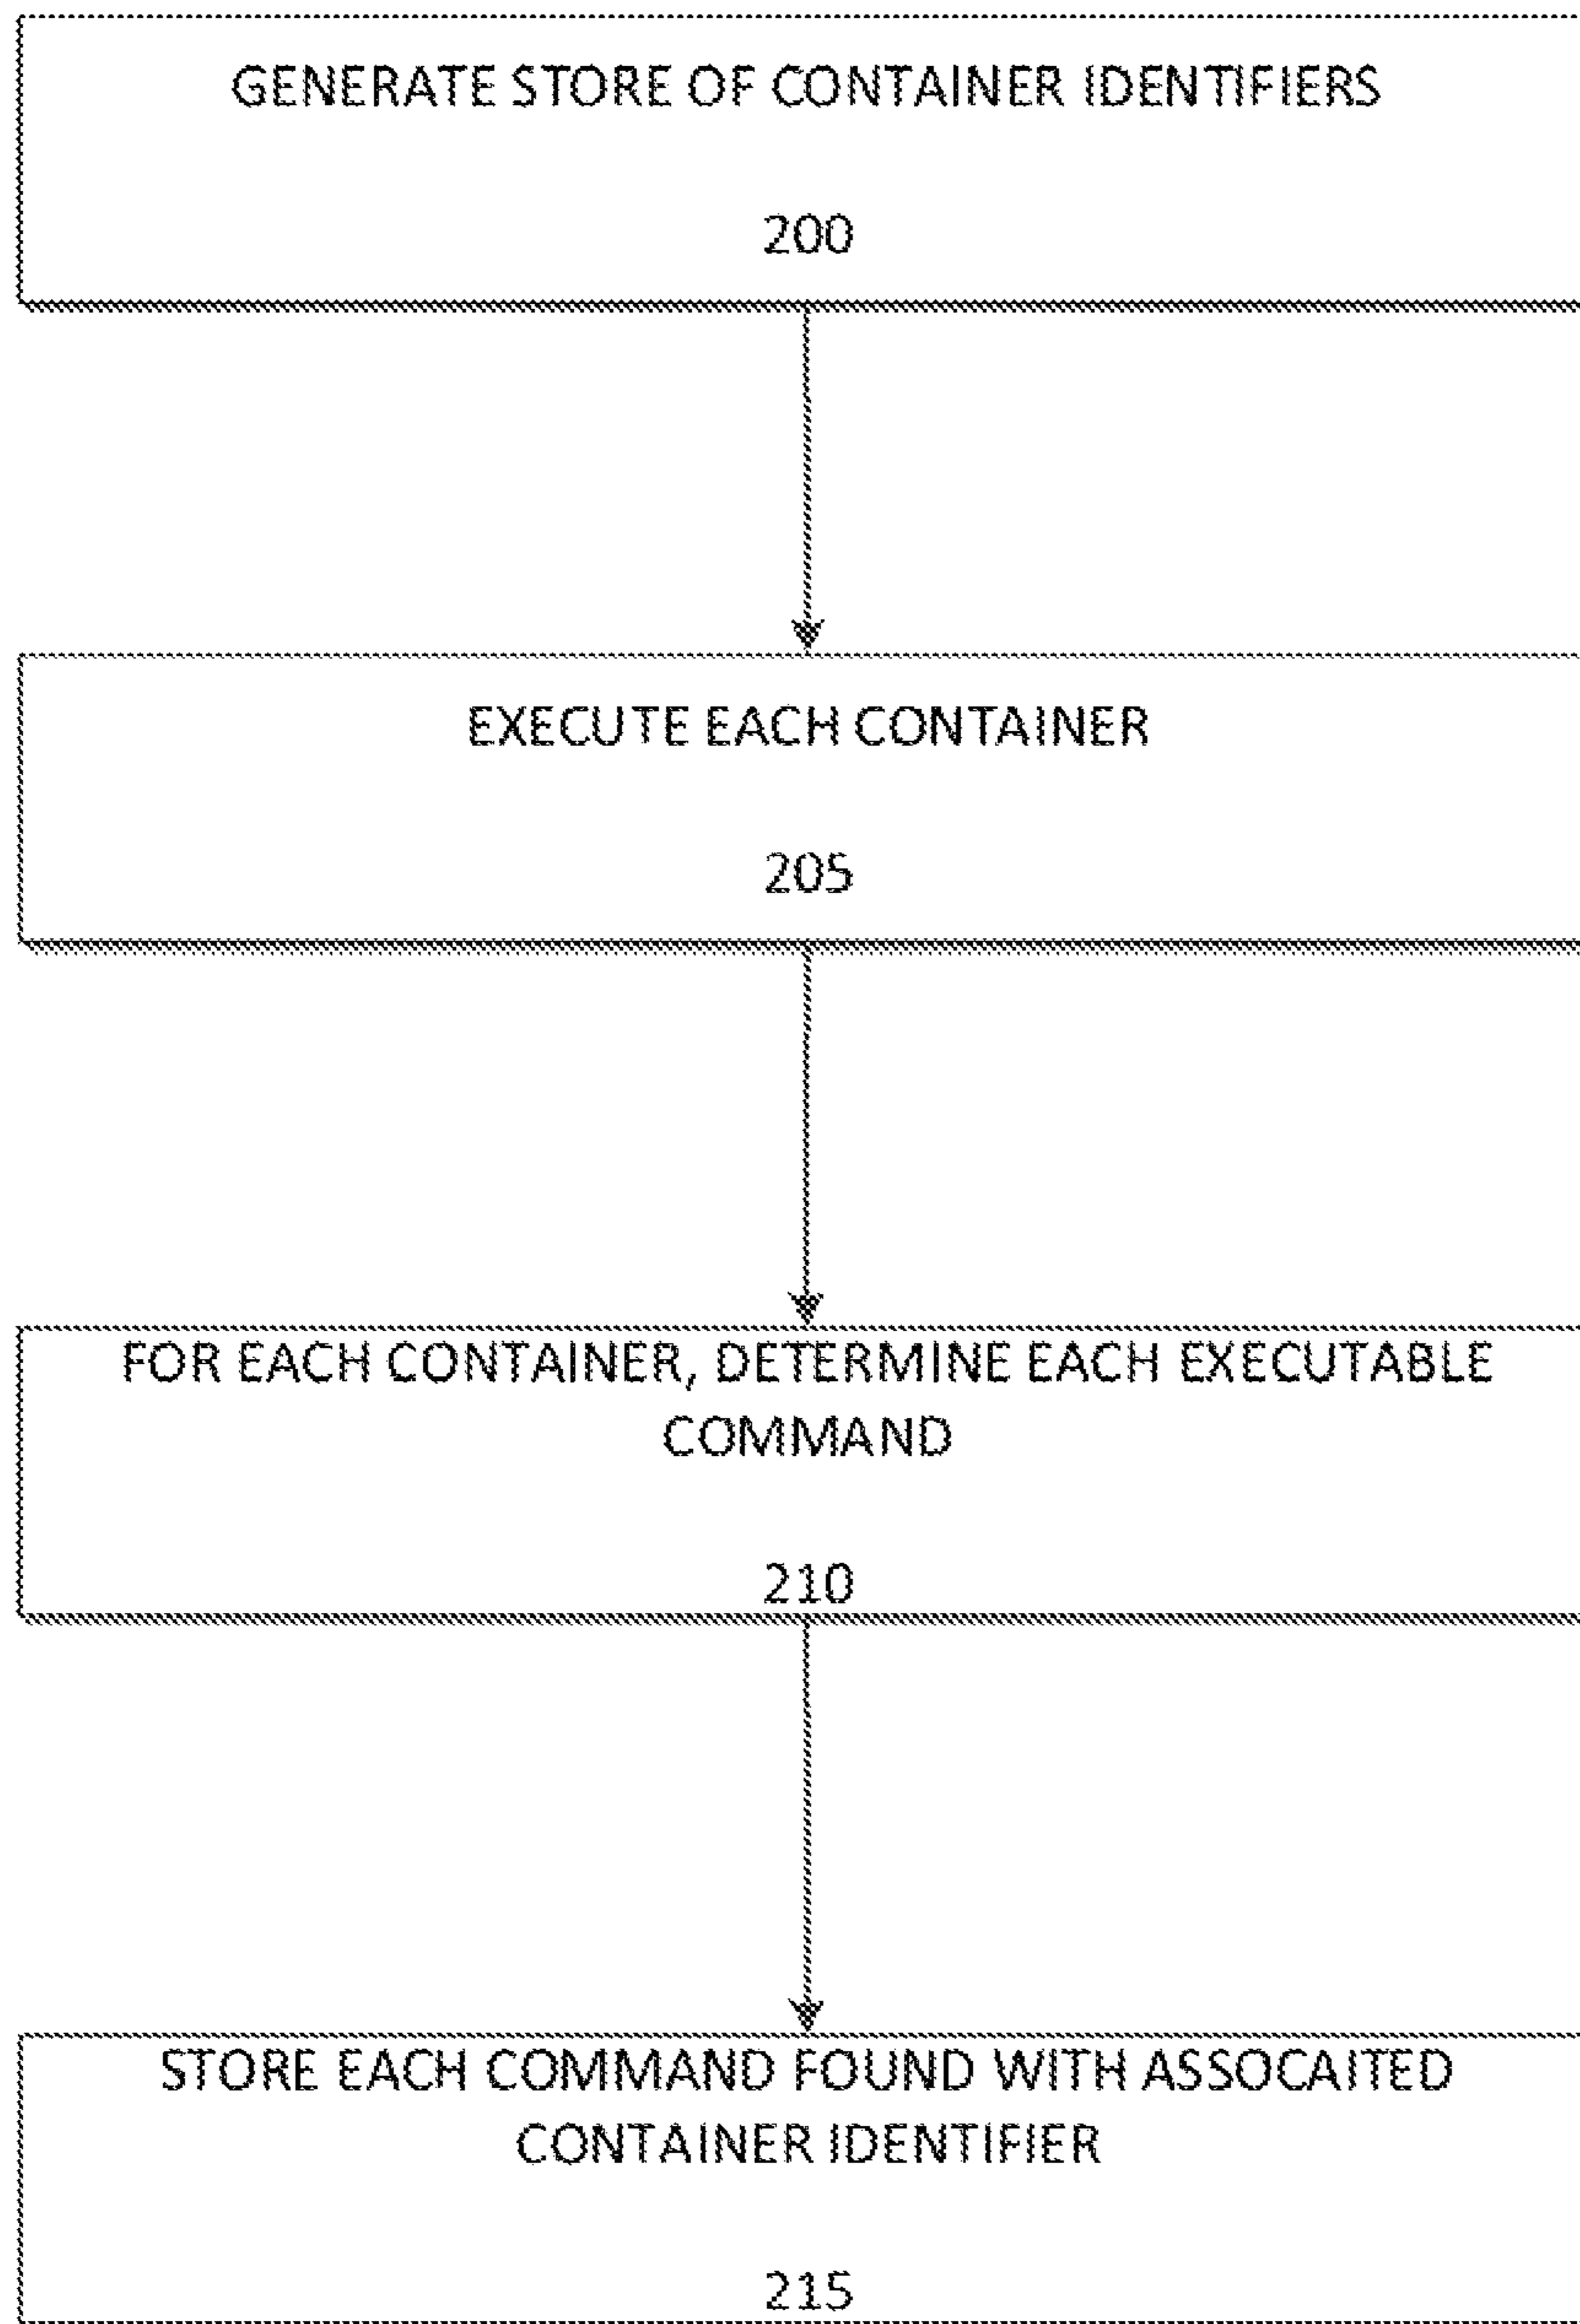 GENERATE STORE OF CONTAINER IDENTIFIERS
200
EXECUTE EACH CONTAINER
205
FOR EACH CONTAINER, DETERMINE EACH EXECUTABLE
COMMAND
210
STORE EACH COMMAND FOUND WITH ASSOCAITED
CONTAINER IDENTIFIER
215